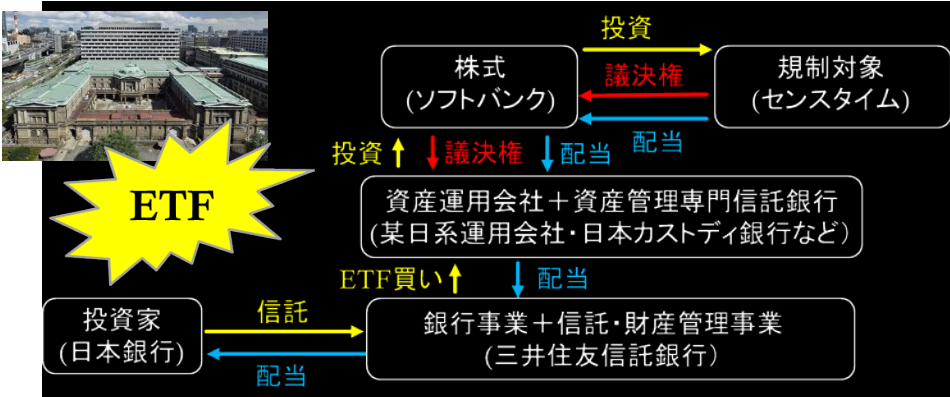 投資
株式
(ソフトバンク)
議決権
規制対象
(センスタイム)
配当
投資
議決権
配当
ETF
資産運用会社＋資産管理専門信託銀行
(某日系運用会社・日本カストディ銀行など)
ETF買い
配当
投資家
(日本銀行)
信託
配当
銀行事業＋信託・財産管理事業
(三井住友信託銀行)